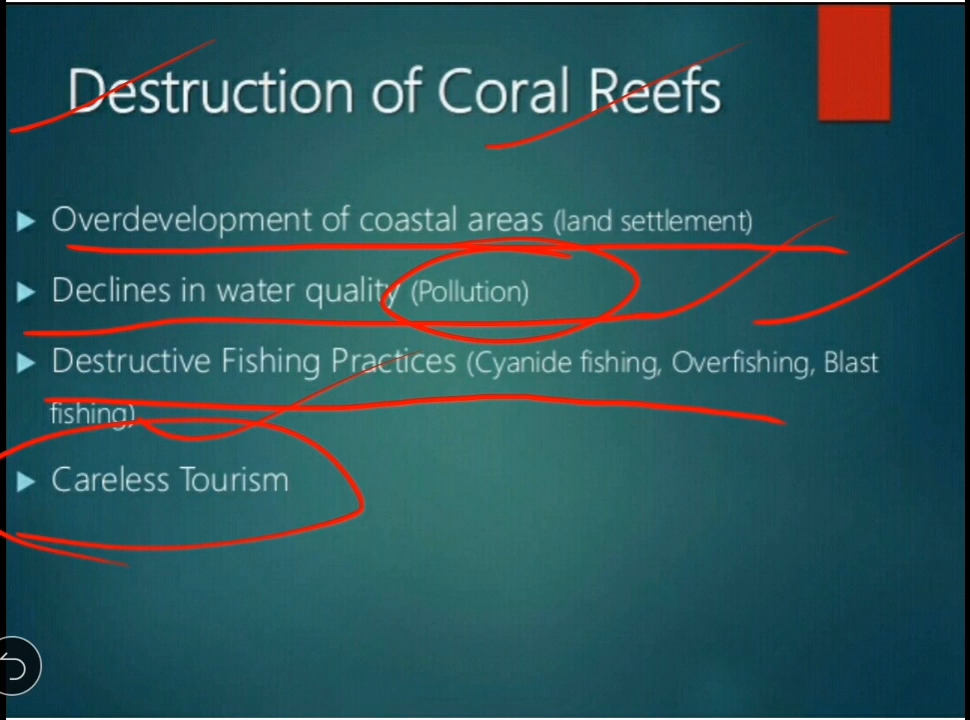 Destruction of Coral Reefs
Overdevelopment of coastal areas (land settlement)
Declines in water quality (Pollution)
Destructive Fishing Practices (Cyanide fishing, Overfishing, Blast
fishing)
Careless Tourism